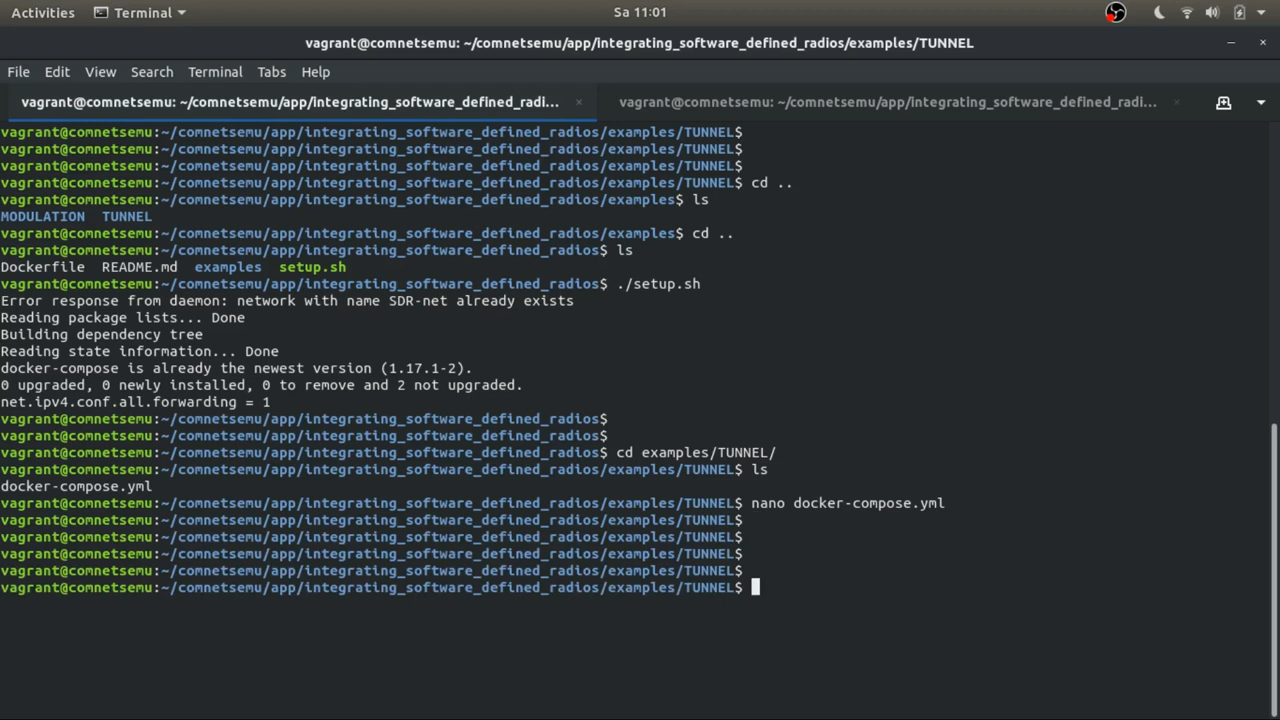 Activities Terminal Sa 11:01
vagrant@comnetsemu: ~/comnetsemu/app/integrating_software_defined_radios/examples/TUNNEL
File Edit View Search Terminal Tabs Help
vagrant@comnetsemu: ~/comnetsemu/app/integrating_software_defined_radi... vagrant@comnetsemu: ~/comnetsemu/app/integrating_software_defined_radi...
vagrant@comnetsemu:~/comnetsemu/app/integrating_software_defined_radios/examples/TUNNEL$
vagrant@comnetsemu:~/comnetsemu/app/integrating_software_defined_radios/examples/TUNNEL$
vagrant@comnetsemu:~/comnetsemu/app/integrating_software_defined_radios/examples/TUNNEL$
vagrant@comnetsemu:~/comnetsemu/app/integrating_software_defined_radios/examples/TUNNEL$ cd ..
vagrant@comnetsemu:~/comnetsemu/app/integrating_software_defined_radios/examples$ ls
MODULATION TUNNEL
vagrant@comnetsemu:~/comnetsemu/app/integrating_software_defined_radios/examples$ cd ..
vagrant@comnetsemu:~/comnetsemu/app/integrating_software_defined_radios$ ls
Dockerfile README.md examples setup.sh
vagrant@comnetsemu:~/comnetsemu/app/integrating_software_defined_radios$ ./setup.sh
Error response from daemon: network with name SDR-net already exists
Reading package lists... Done
Building dependency tree
Reading state information... Done
docker-compose is already the newest version (1.17.1-2).
0 upgraded, 0 newly installed, 0 to remove and 2 not upgraded.
net.ipv4.conf.all.forwarding = 1
vagrant@comnetsemu:~/comnetsemu/app/integrating_software_defined_radios$
vagrant@comnetsemu:~/comnetsemu/app/integrating_software_defined_radios$
vagrant@comnetsemu:~/comnetsemu/app/integrating_software_defined_radios$ cd examples/TUNNEL/
vagrant@comnetsemu:~/comnetsemu/app/integrating_software_defined_radios/examples/TUNNEL$ ls
docker-compose.yml
vagrant@comnetsemu:~/comnetsemu/app/integrating_software_defined_radios/examples/TUNNEL$ nano docker-compose.yml
vagrant@comnetsemu:~/comnetsemu/app/integrating_software_defined_radios/examples/TUNNEL$
vagrant@comnetsemu:~/comnetsemu/app/integrating_software_defined_radios/examples/TUNNEL$
vagrant@comnetsemu:~/comnetsemu/app/integrating_software_defined_radios/examples/TUNNEL$
vagrant@comnetsemu:~/comnetsemu/app/integrating_software_defined_radios/examples/TUNNEL$
vagrant@comnetsemu:~/comnetsemu/app/integrating_software_defined_radios/examples/TUNNEL$